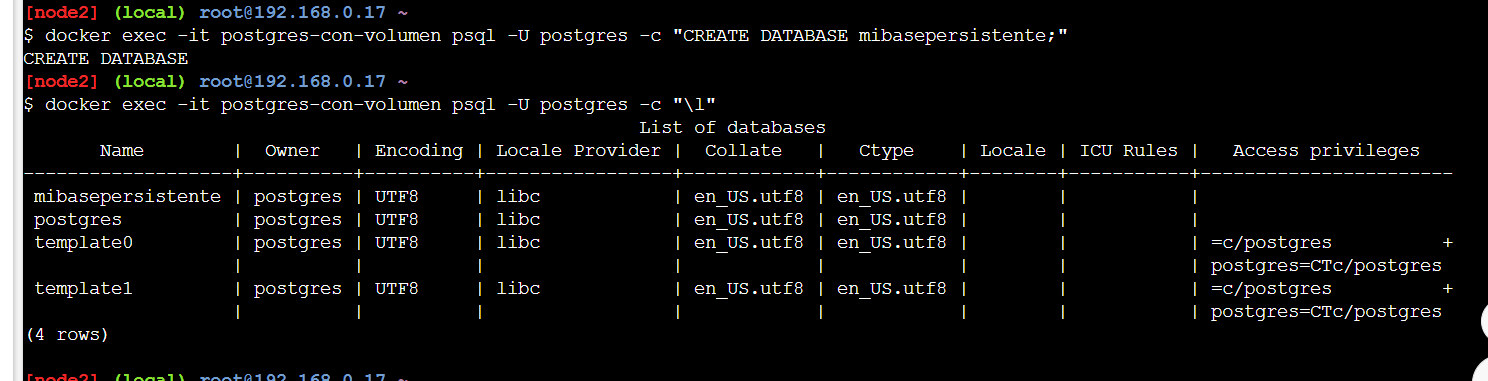 [node2] (local) root@192.168.0.17 ~
$ docker exec -it postgres-con-volumen psql -U postgres -c "CREATE DATABASE mibasepersistente;"
CREATE DATABASE
[node2] (local) root@192.168.0.17 ~
$ docker exec -it postgres-con-volumen psql -U postgres -c "\l"
                                                        List of databases
       Name        |  Owner   | Encoding | Locale Provider |  Collate   |   Ctype    | Locale | ICU Rules |   Access privileges
-------------------+----------+----------+-----------------+------------+------------+--------+-----------+-----------------------
 mibasepersistente | postgres | UTF8     | libc            | en_US.utf8 | en_US.utf8 |        |           |
 postgres          | postgres | UTF8     | libc            | en_US.utf8 | en_US.utf8 |        |           |
 template0         | postgres | UTF8     | libc            | en_US.utf8 | en_US.utf8 |        |           | =c/postgres          +
                   |          |          |                 |            |            |        |           | postgres=CTc/postgres
 template1         | postgres | UTF8     | libc            | en_US.utf8 | en_US.utf8 |        |           | =c/postgres          +
                   |          |          |                 |            |            |        |           | postgres=CTc/postgres
(4 rows)
[node2] (local) root@192.168.0.17 ~